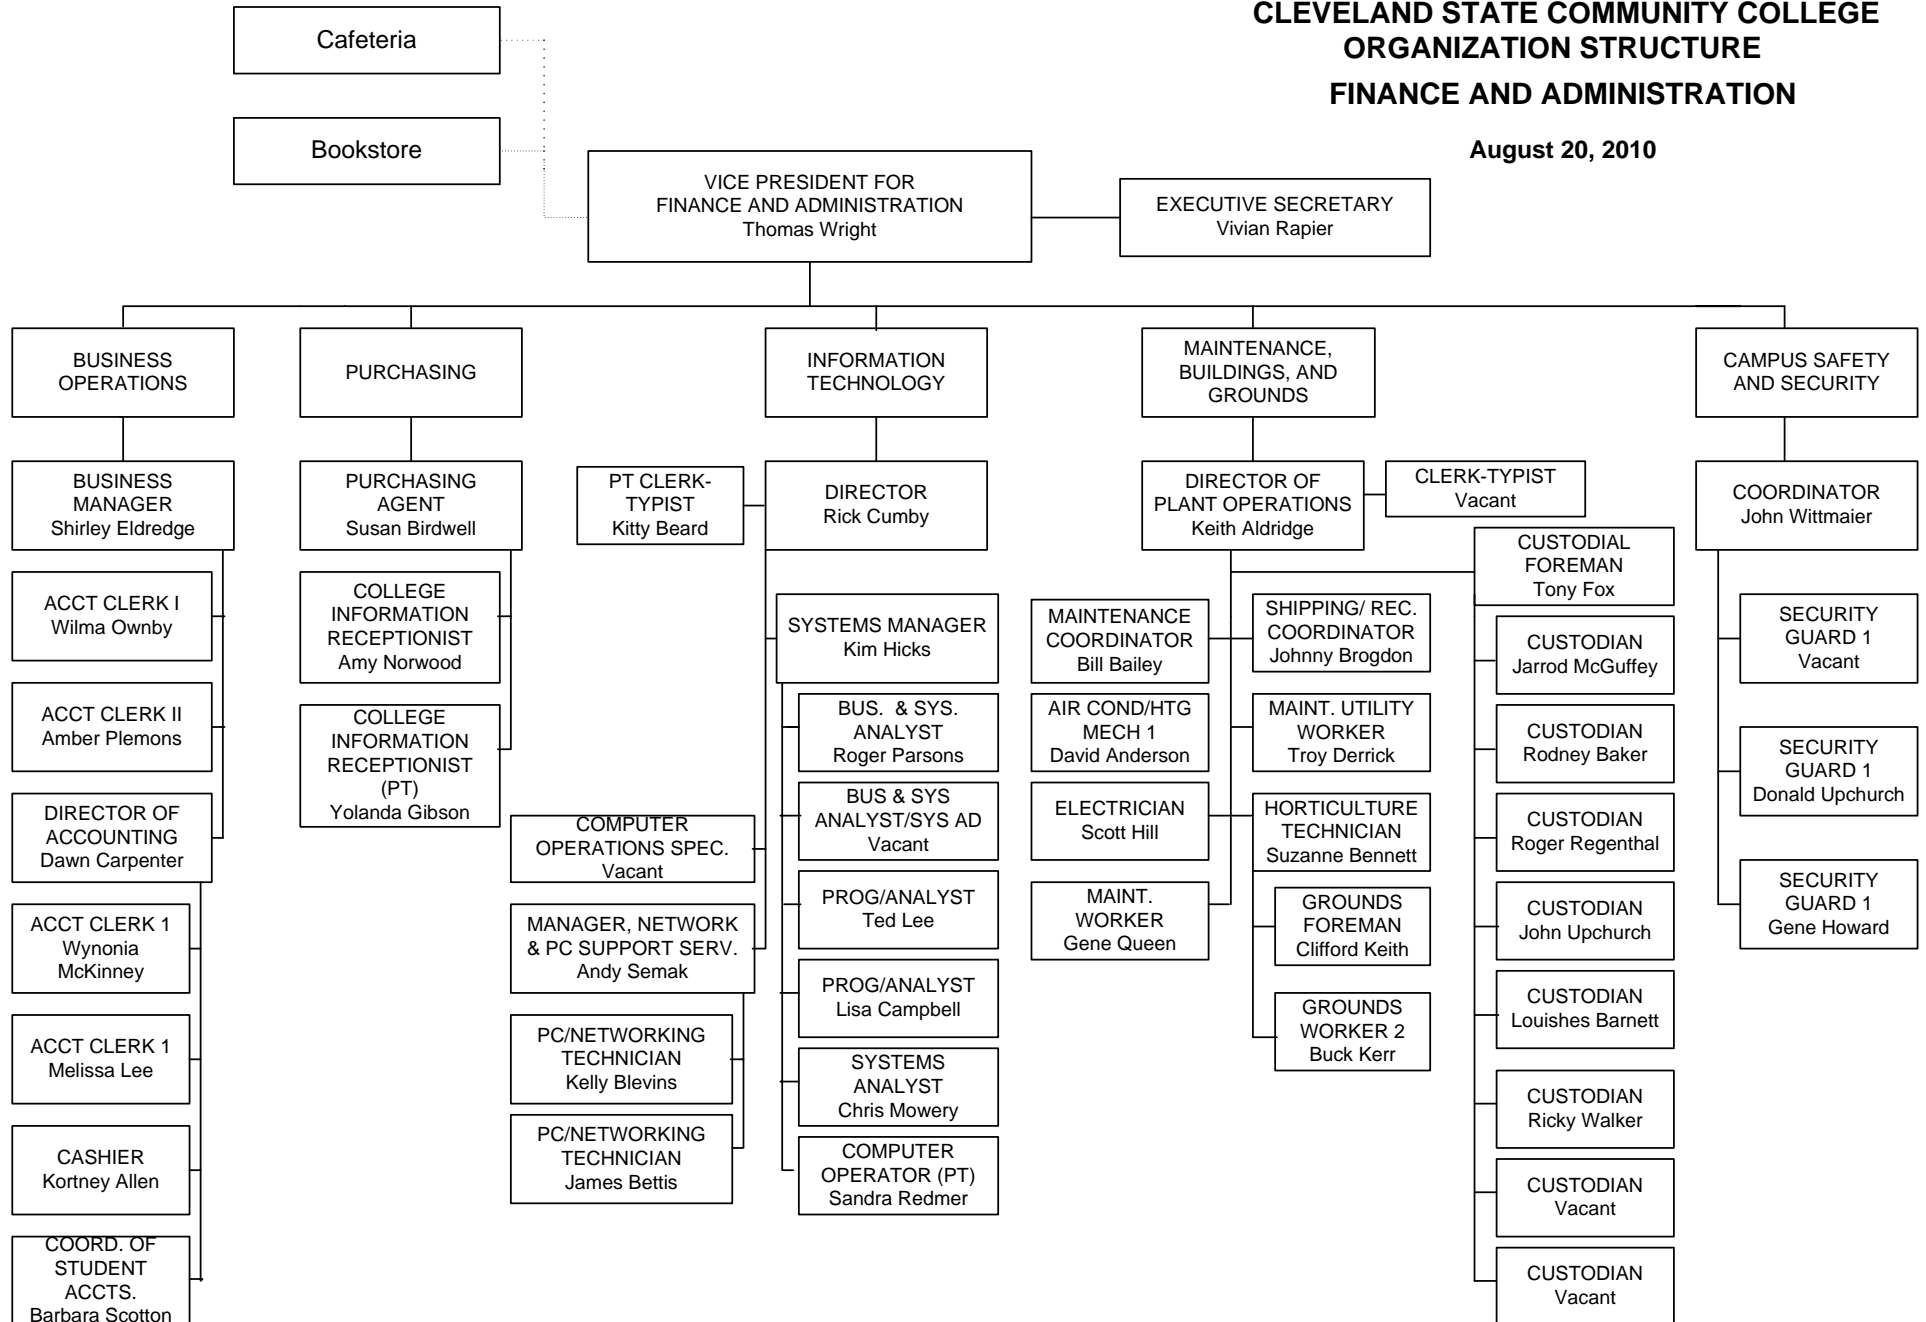 CLEVELAND STATE COMMUNITY COLLEGE
ORGANIZATION STRUCTURE
FINANCE AND ADMINISTRATION
August 20, 2010
Cafeteria
Bookstore
VICE PRESIDENT FOR
FINANCE AND ADMINISTRATION
Thomas Wright
EXECUTIVE SECRETARY
Vivian Rapier
BUSINESS
OPERATIONS
PURCHASING
INFORMATION
TECHNOLOGY
MAINTENANCE,
BUILDINGS, AND
GROUNDS
CAMPUS SAFETY
AND SECURITY
BUSINESS
MANAGER
Shirley Eldredge
ACCT CLERK I
Wilma Ownby
ACCT CLERK II
Amber Plemons
DIRECTOR OF
ACCOUNTING
Dawn Carpenter
ACCT CLERK 1
Wynonia
McKinney
ACCT CLERK 1
Melissa Lee
CASHIER
Kortney Allen
COORD. OF
STUDENT
ACCTS.
Barbara Scotton
PURCHASING
AGENT
Susan Birdwell
COLLEGE
INFORMATION
RECEPTIONIST
Amy Norwood
COLLEGE
INFORMATION
RECEPTIONIST
(PT)
Yolanda Gibson
PT CLERK-
TYPIST
Kitty Beard
DIRECTOR
Rick Cumby
SYSTEMS MANAGER
Kim Hicks
BUS. & SYS.
ANALYST
Roger Parsons
BUS & SYS
ANALYST/SYS AD
Vacant
PROG/ANALYST
Ted Lee
PROG/ANALYST
Lisa Campbell
SYSTEMS
ANALYST
Chris Mowery
COMPUTER
OPERATOR (PT)
Sandra Redmer
COMPUTER
OPERATIONS SPEC.
Vacant
MANAGER, NETWORK
& PC SUPPORT SERV.
Andy Semak
PC/NETWORKING
TECHNICIAN
Kelly Blevins
PC/NETWORKING
TECHNICIAN
James Bettis
DIRECTOR OF
PLANT OPERATIONS
Keith Aldridge
CLERK-TYPIST
Vacant
MAINTENANCE
COORDINATOR
Bill Bailey
AIR COND/HTG
MECH 1
David Anderson
ELECTRICIAN
Scott Hill
MAINT.
WORKER
Gene Queen
SHIPPING/ REC.
COORDINATOR
Johnny Brogdon
MAINT. UTILITY
WORKER
Troy Derrick
HORTICULTURE
TECHNICIAN
Suzanne Bennett
GROUNDS
FOREMAN
Clifford Keith
GROUNDS
WORKER 2
Buck Kerr
CUSTODIAL
FOREMAN
Tony Fox
CUSTODIAN
Jarrod McGuffey
CUSTODIAN
Rodney Baker
CUSTODIAN
Roger Regenthal
CUSTODIAN
John Upchurch
CUSTODIAN
Louishes Barnett
CUSTODIAN
Ricky Walker
CUSTODIAN
Vacant
CUSTODIAN
Vacant
COORDINATOR
John Wittmaier
SECURITY
GUARD 1
Vacant
SECURITY
GUARD 1
Donald Upchurch
SECURITY
GUARD 1
Gene Howard